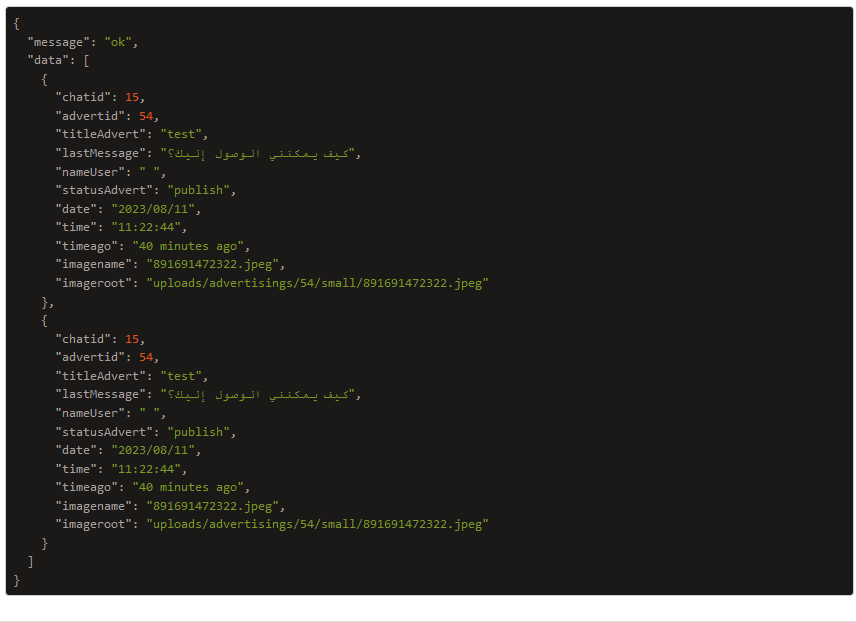 {
"message": "ok",
"data": [
{
"chatid": 15,
"advertid": 54,
"titleAdvert": "test",
"lastMessage": "كيف يمكنني الوصول إليك؟",
"nameUser": " ",
"statusAdvert": "publish",
"date": "2023/08/11",
"time": "11:22:44",
"timeago": "40 minutes ago",
"imagename": "891691472322.jpeg",
"imageroot": "uploads/advertisings/54/small/891691472322.jpeg"
},
{
"chatid": 15,
"advertid": 54,
"titleAdvert": "test",
"lastMessage": "كيف يمكنني الوصول إليك؟",
"nameUser": " ",
"statusAdvert": "publish",
"date": "2023/08/11",
"time": "11:22:44",
"timeago": "40 minutes ago",
"imagename": "891691472322.jpeg",
"imageroot": "uploads/advertisings/54/small/891691472322.jpeg"
}
]
}